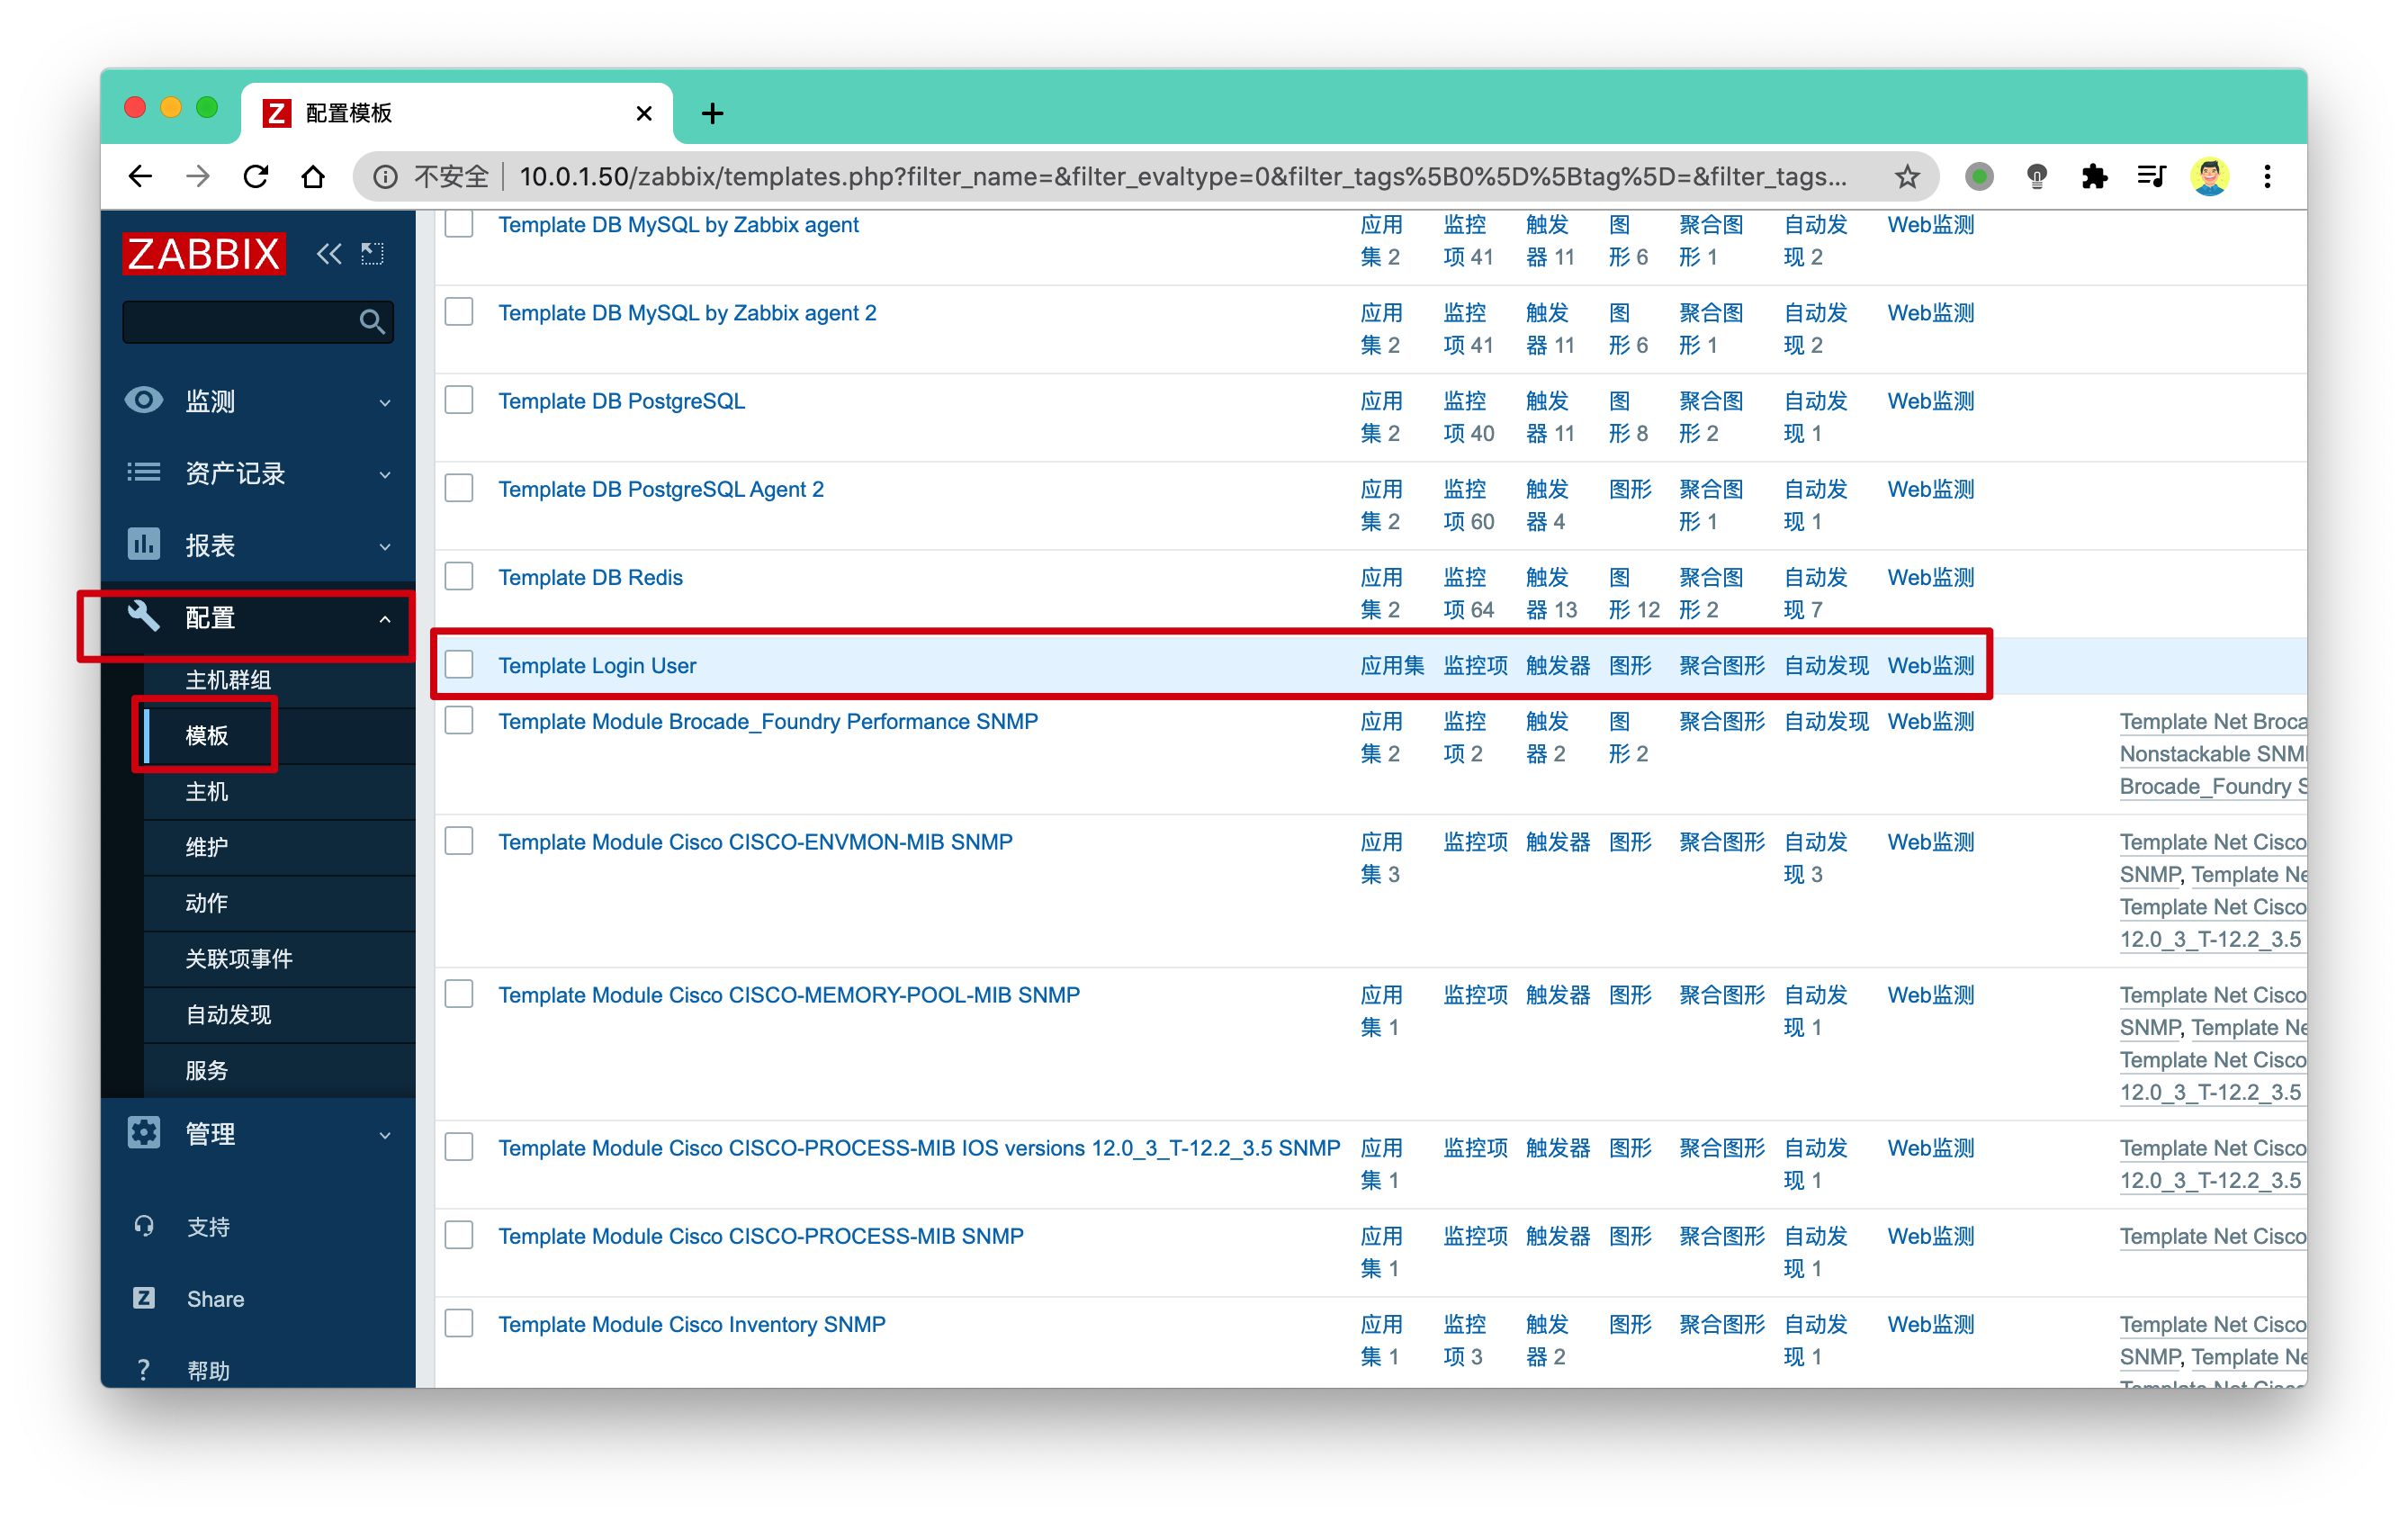 配置模板
不安全 10.0.1.50/zabbix/templates.php?filter_name=&filter_evaltype=0&filter_tags%5B0%5D%5Btag%5D=&filter_tags...
ZABBIX
监测
资产记录
报表
配置
主机群组
模板
主机
维护
动作
关联项事件
自动发现
服务
管理
支持
Share
帮助
Template DB MySQL by Zabbix agent 应用 监控 触发 图 聚合图 自动发 Web监测
集 2 项 41 器 11 形 6 形 1 现 2
Template DB MySQL by Zabbix agent 2 应用 监控 触发 图 聚合图 自动发 Web监测
集 2 项 41 器 11 形 6 形 1 现 2
Template DB PostgreSQL 应用 监控 触发 图 聚合图 自动发 Web监测
集 2 项 40 器 11 形 8 形 2 现 1
Template DB PostgreSQL Agent 2 应用 监控 触发 图形 聚合图 自动发 Web监测
集 2 项 60 器 4 形 1 现 1
Template DB Redis 应用 监控 触发 图 聚合图 自动发 Web监测
集 2 项 64 器 13 形 12 形 2 现 7
Template Login User 应用集 监控项 触发器 图形 聚合图形 自动发现 Web监测
Template Module Brocade_Foundry Performance SNMP 应用 监控 触发 图 聚合图形 自动发现 Web监测 Template Net Broca
集 2 项 2 器 2 形 2 Nonstackable SNM
Brocade_Foundry S
Template Module Cisco CISCO-ENVMON-MIB SNMP 应用 监控项 触发器 图形 聚合图形 自动发 Web监测 Template Net Cisco
集 3 现 3 SNMP, Template Ne
Template Net Cisco
12.0_3_T-12.2_3.5
Template Module Cisco CISCO-MEMORY-POOL-MIB SNMP 应用 监控项 触发器 图形 聚合图形 自动发 Web监测 Template Net Cisco
集 1 现 1 SNMP, Template Ne
Template Net Cisco
12.0_3_T-12.2_3.5
Template Module Cisco CISCO-PROCESS-MIB IOS versions 12.0_3_T-12.2_3.5 SNMP 应用 监控项 触发器 图形 聚合图形 自动发 Web监测 Template Net Cisco
集 1 现 1 12.0_3_T-12.2_3.5
Template Module Cisco CISCO-PROCESS-MIB SNMP 应用 监控项 触发器 图形 聚合图形 自动发 Web监测 Template Net Cisco
集 1 现 1
Template Module Cisco Inventory SNMP 应用 监控 触发 图形 聚合图形 自动发 Web监测 Template Net Cisco
集 1 项 3 器 2 现 1 SNMP, Template Ne